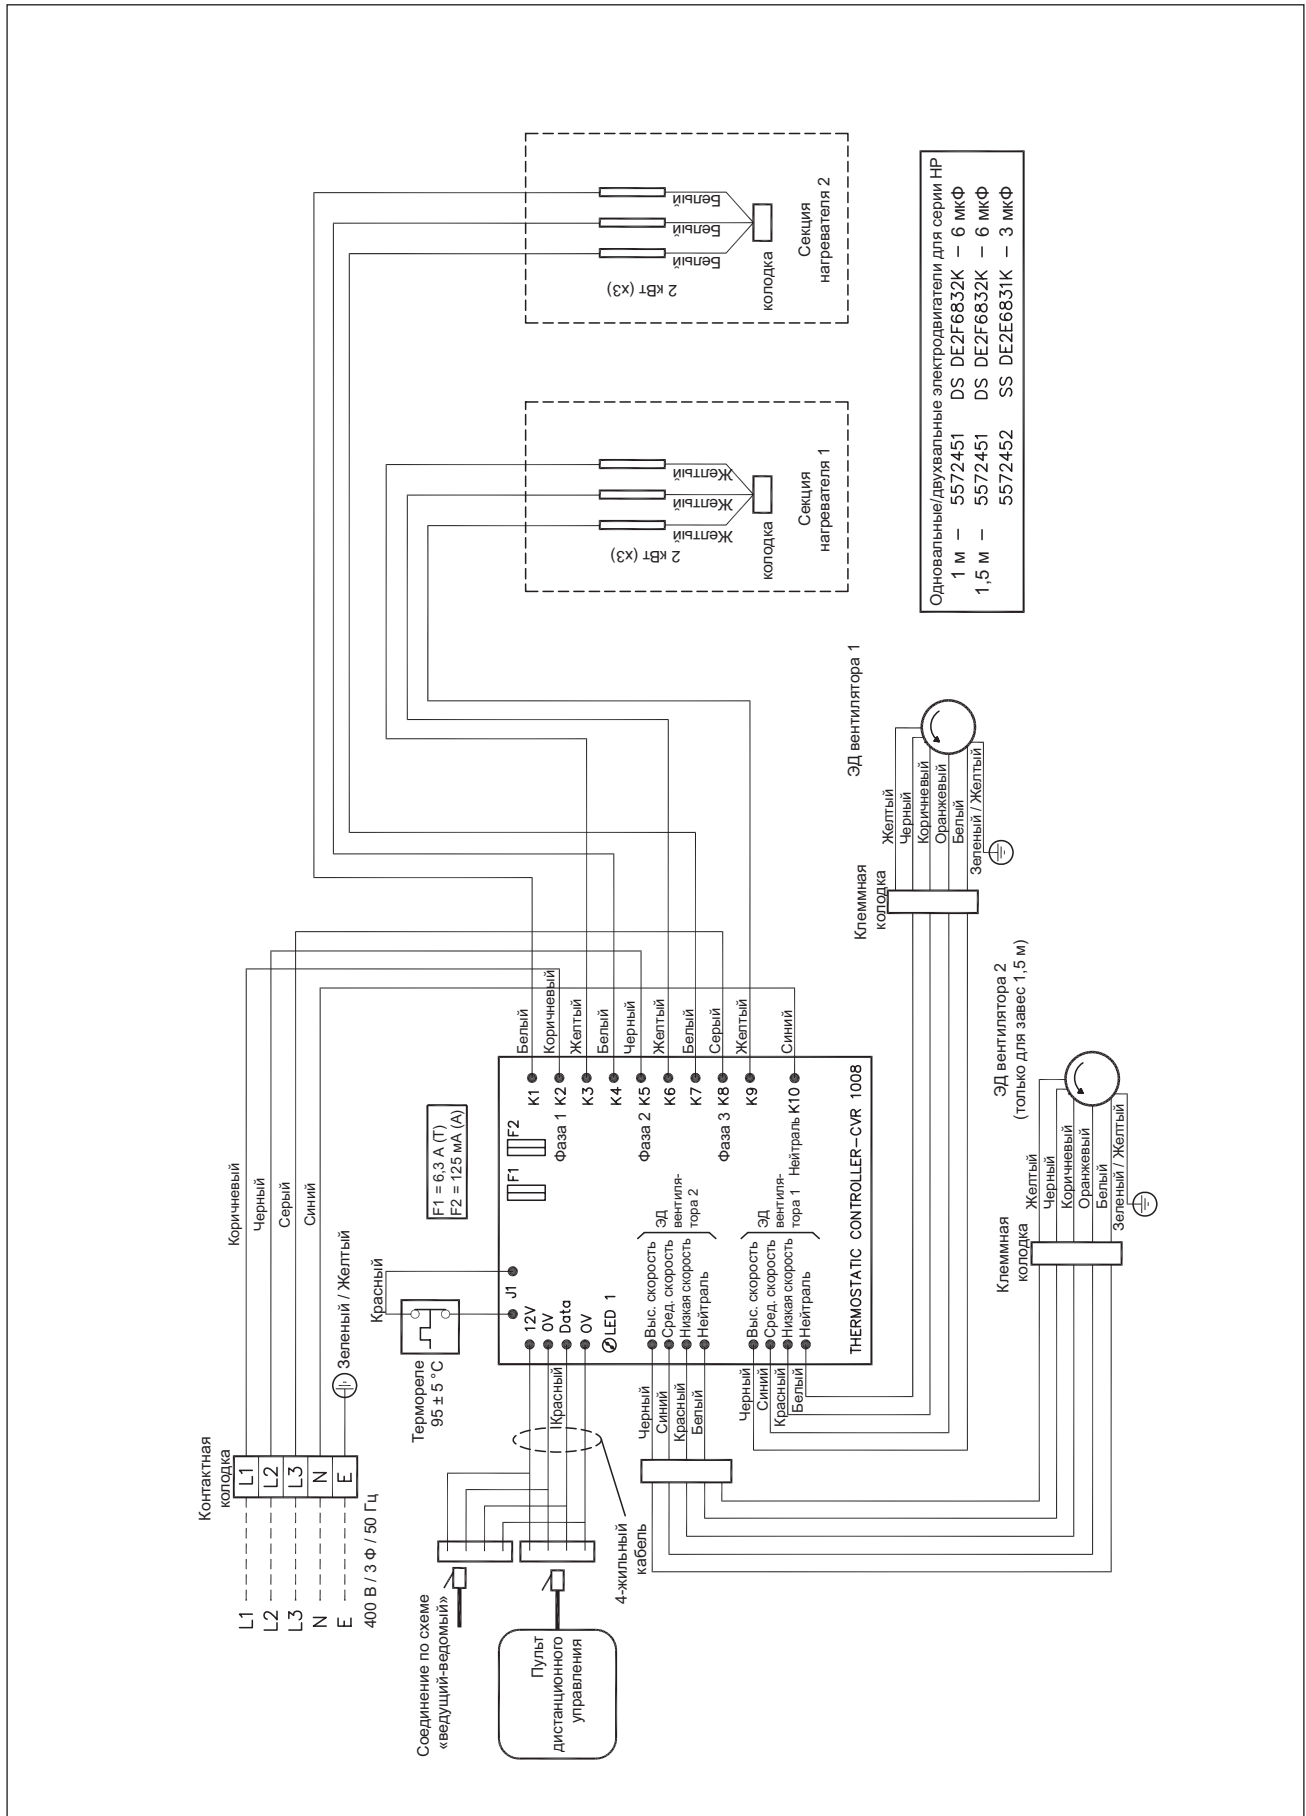 Контактная
колодка
L1
L2
L3
N
E
L1
L2
L3
N
E
400 В / 3 Ф / 50 Гц
Коричневый
Черный
Серый
Синий
Зеленый / Желтый
Соединение по схеме
«ведущий-ведомый»
Пульт
дистанционного
управления
4-жильный
кабель
Термореле
95 ± 5 °C
Красный
F1 = 6,3 А (Т)
F2 = 125 мА (А)
F1
F2
J1
12V
0V
Data
0V
LED 1
Красный
Выс. скорость
Сред. скорость
Низкая скорость
Нейтраль
ЭД
вентиля-
тора 2
Выс. скорость
Сред. скорость
Низкая скорость
Нейтраль
ЭД
вентиля-
тора 1
Черный
Синий
Красный
Белый
Черный
Синий
Красный
Белый
K1
Фаза 1 K2
K3
K4
Фаза 2 K5
K6
K7
Фаза 3 K8
K9
Нейтраль K10
THERMOSTATIC CONTROLLER–CVR 1008
Белый
Коричневый
Желтый
Белый
Черный
Желтый
Белый
Серый
Желтый
Синий
Клеммная
колодка
Желтый
Черный
Коричневый
Оранжевый
Белый
Зеленый / Желтый
ЭД вентилятора 1
Клеммная
колодка
Желтый
Черный
Коричневый
Оранжевый
Белый
Зеленый / Желтый
ЭД вентилятора 2
(только для завес 1,5 м)
2 кВт (x3)
Желтый
Желтый
Желтый
колодка
Секция
нагревателя 1
2 кВт (x3)
Белый
Белый
Белый
колодка
Секция
нагревателя 2
Одновальные/двухвальные электродвигатели для серии HP
1 м – 5572451 DS DE2F6832K – 6 мкФ
1,5 м – 5572451 DS DE2F6832K – 6 мкФ
5572452 SS DE2E6831K – 3 мкФ